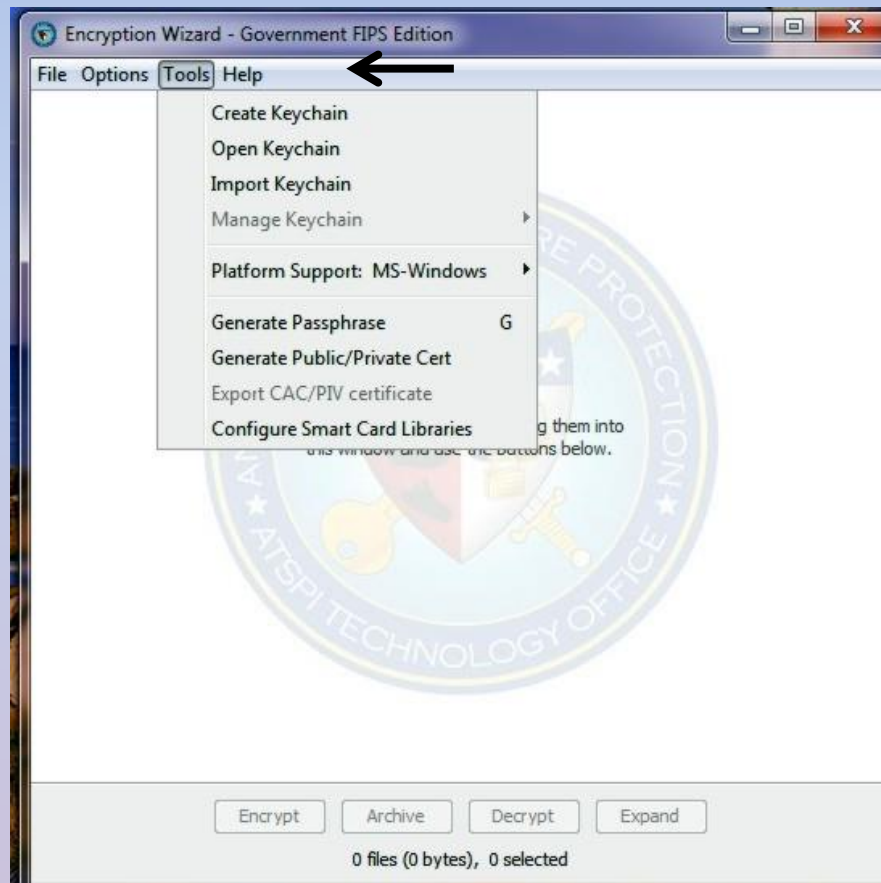 Encryption Wizard - Government FIPS Edition
File Options Tools Help
Create Keychain
Open Keychain
Import Keychain
Manage Keychain
Platform Support: MS-Windows
Generate Passphrase G
Generate Public/Private Cert
Export CAC/PIV certificate
Configure Smart Card Libraries
g them into
this window and use the buttons below.
RE PROTECTION
AN
ATSPI TECHNOLOGY OFFICE
Encrypt Archive Decrypt Expand
0 files (0 bytes), 0 selected